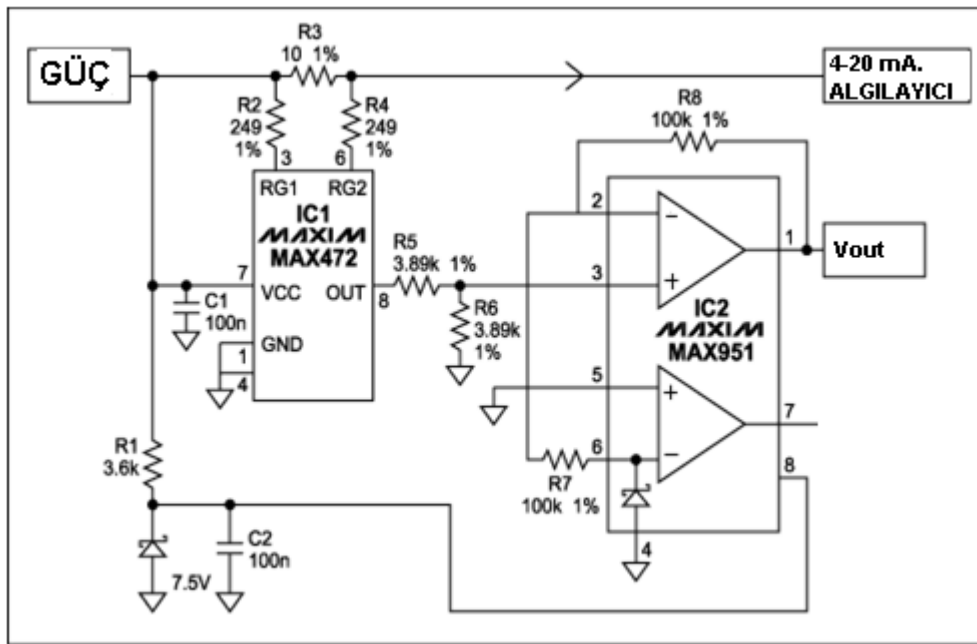 GÜÇ
R3
10 1%
4-20 mA.
ALGILAYICI
R2
249
1%
R4
249
1%
R8
100k 1%
3
6
RG1
RG2
IC1
MAXIM
MAX472
2
1
Vout
R5
3.89k 1%
7
VCC
OUT
8
3
C1
100n
R6
3.89k
1%
IC2
MAXIM
MAX951
GND
1
4
5
7
6
8
R1
3.6k
R7
100k 1%
4
C2
100n
7.5V